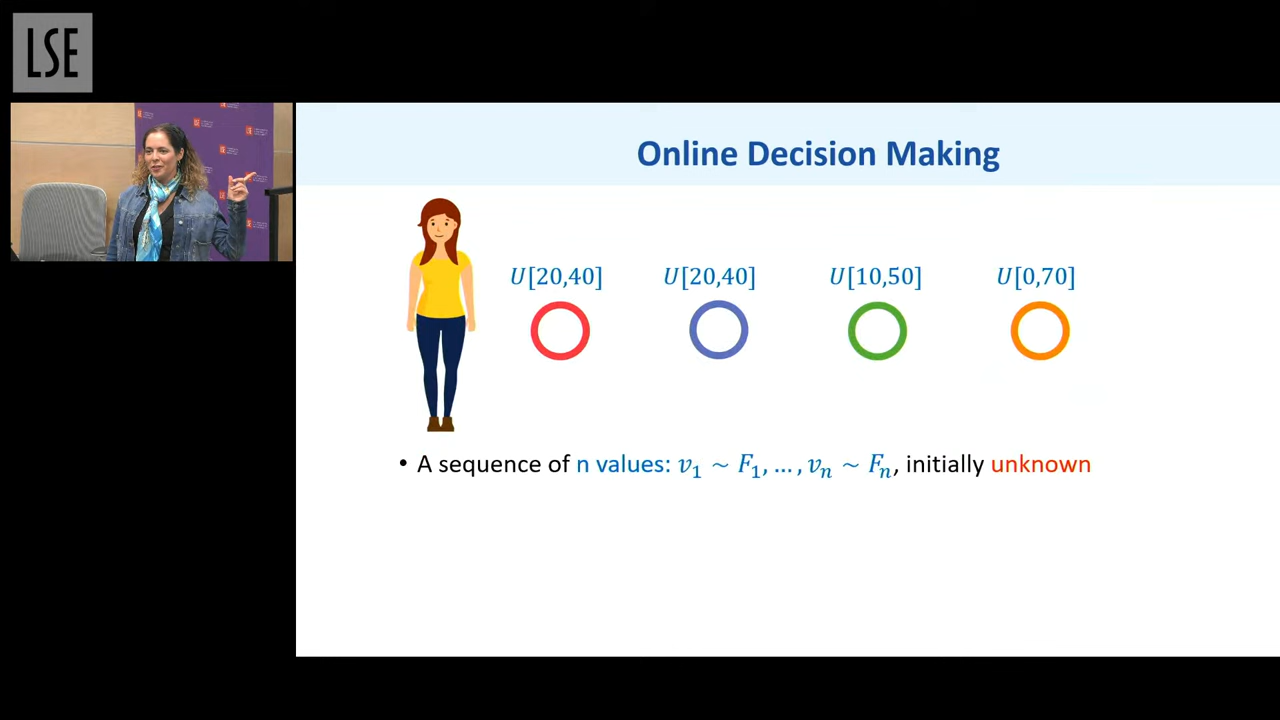 LSE
Online Decision Making
U[20,40] U[20,40] U[10,50] U[0,70]
• A sequence of n values: v₁ ~ F₁, … , vₙ ~ Fₙ, initially unknown